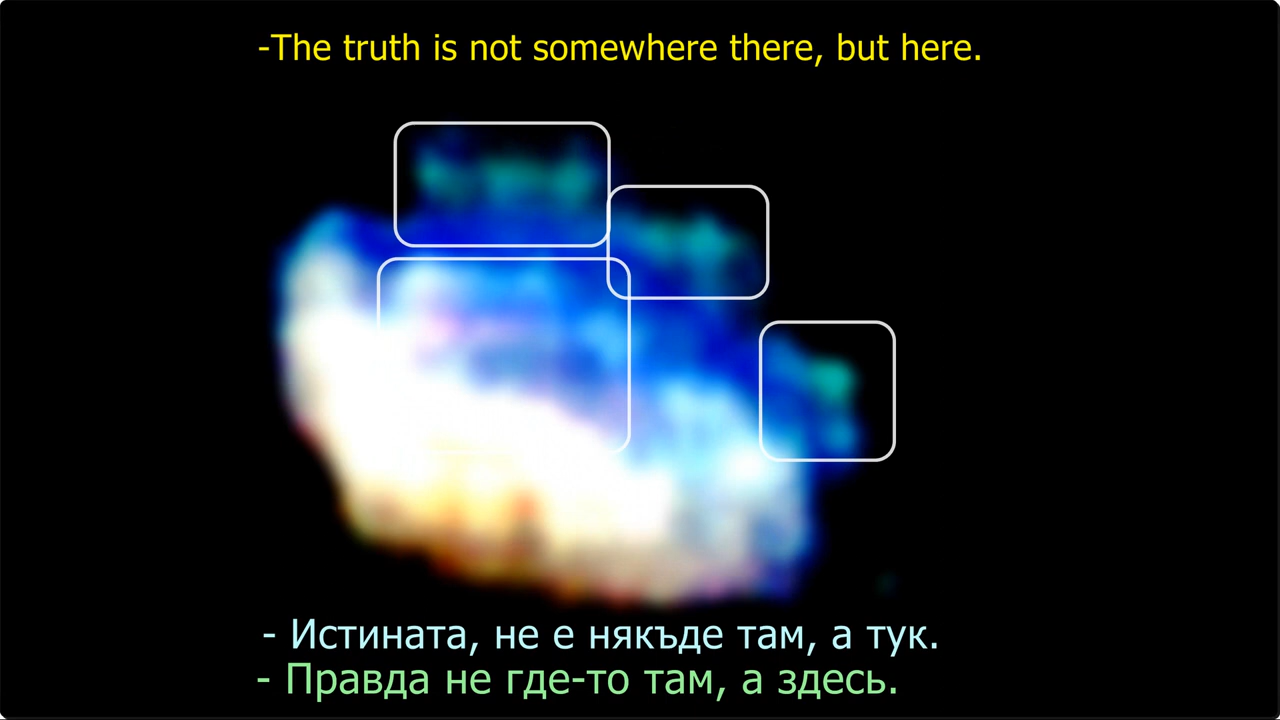 -The truth is not somewhere there, but here.
- Истината, не е някъде там, а тук.
- Правда не где-то там, а здесь.